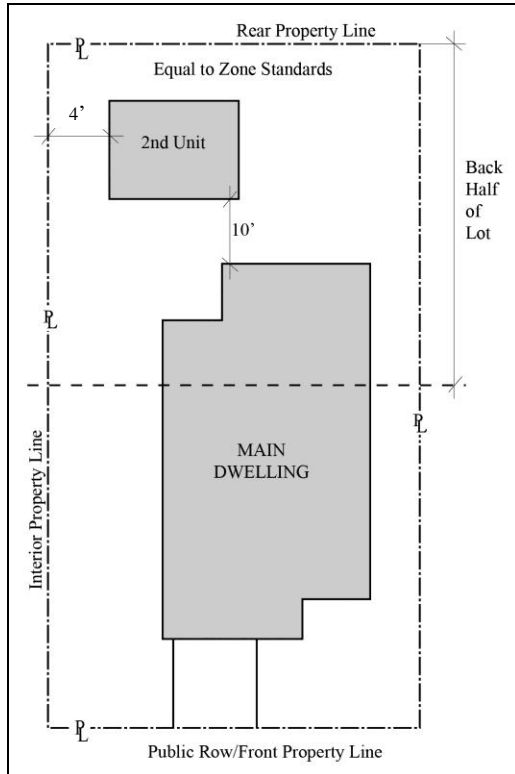 Rear Property Line
PL
Equal to Zone Standards
4’
2nd Unit
Back
Half
of
Lot
10’
PL
PL
MAIN
DWELLING
Interior Property Line
PL
Public Row/Front Property Line